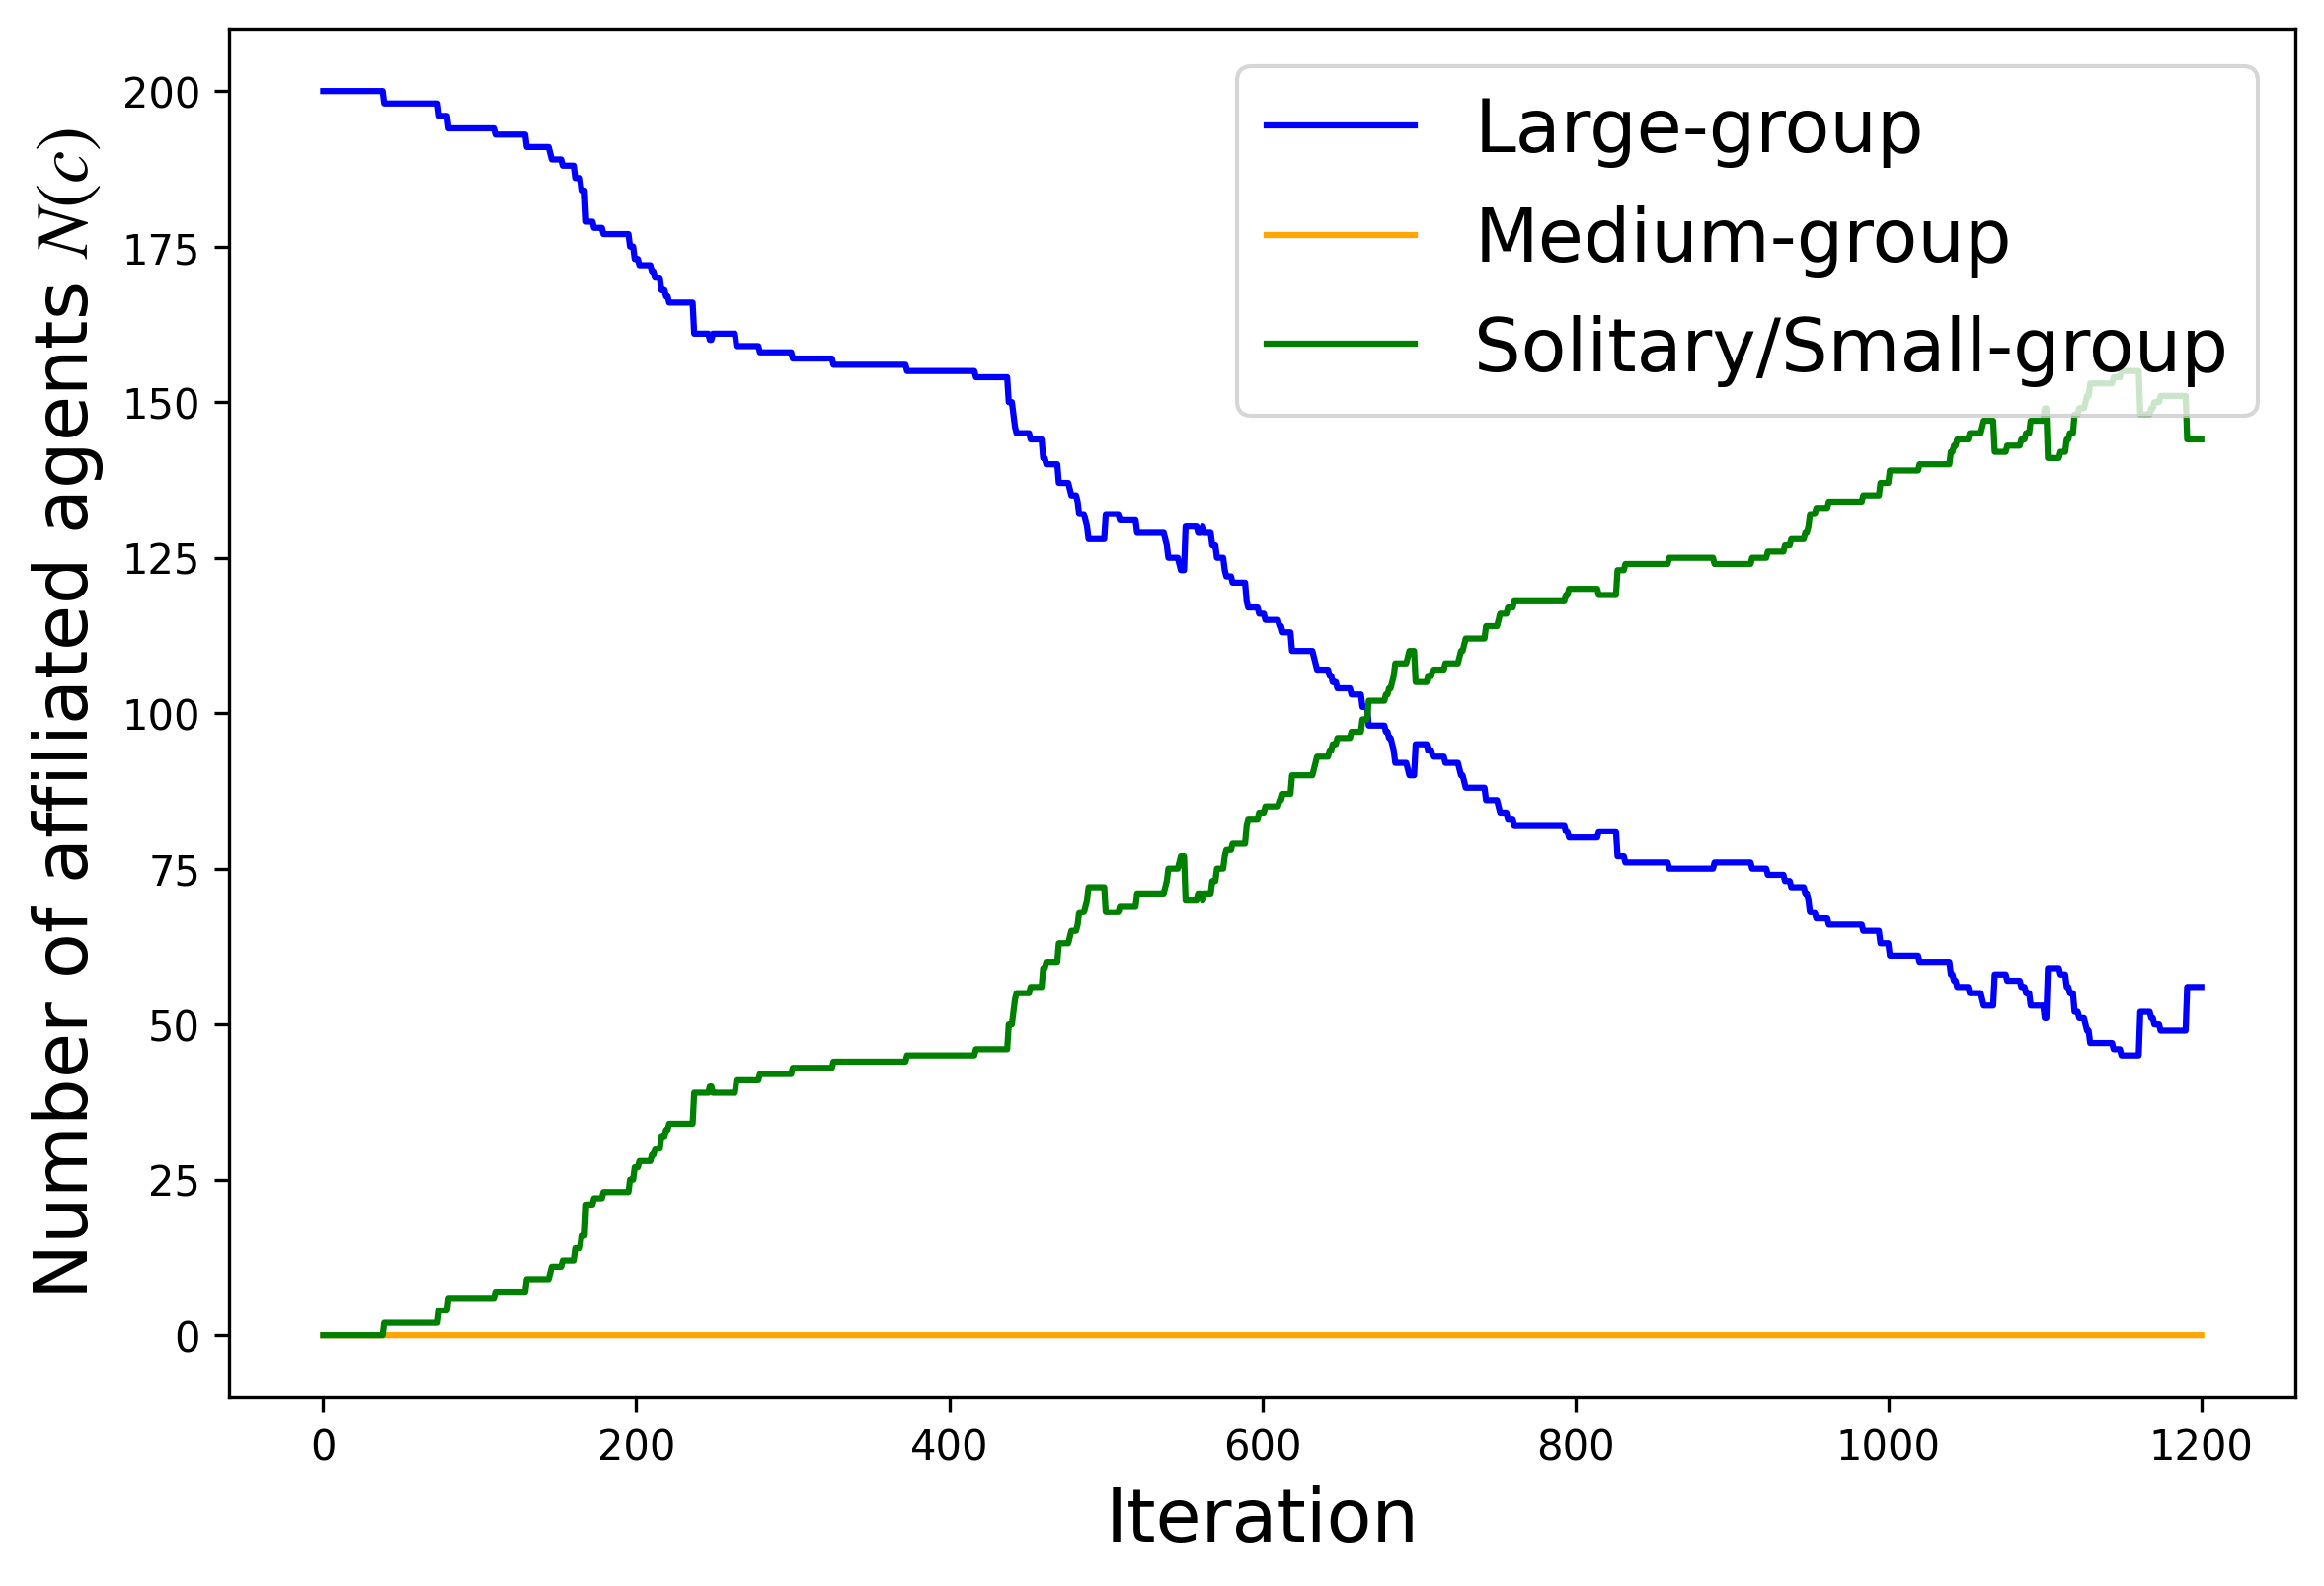 Number of affiliated agents N(c)
200
175
150
125
100
75
50
25
0
Large-group
Medium-group
Solitary/Small-group
0 200 400 600 800 1000 1200
Iteration